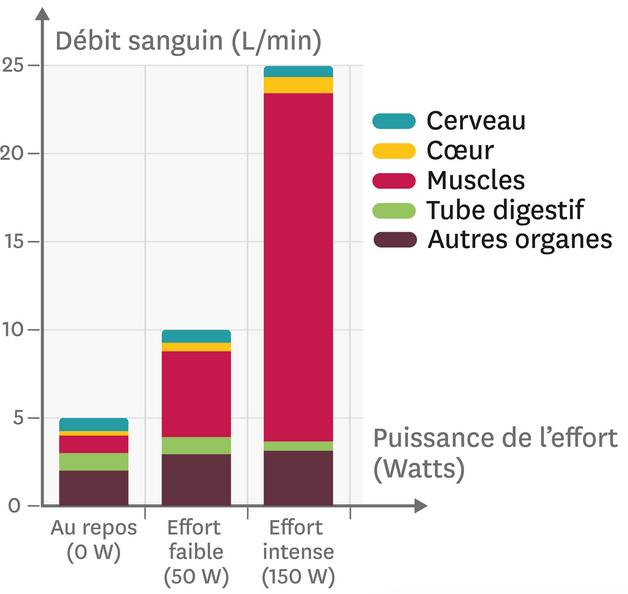 Débit sanguin (L/min)
25
20
15
10
5
0
Cerveau
Cœur
Muscles
Tube digestif
Autres organes
Puissance de l'effort
(Watts)
Au repos
(0 W)
Effort
faible
(50 W)
Effort
intense
(150 W)